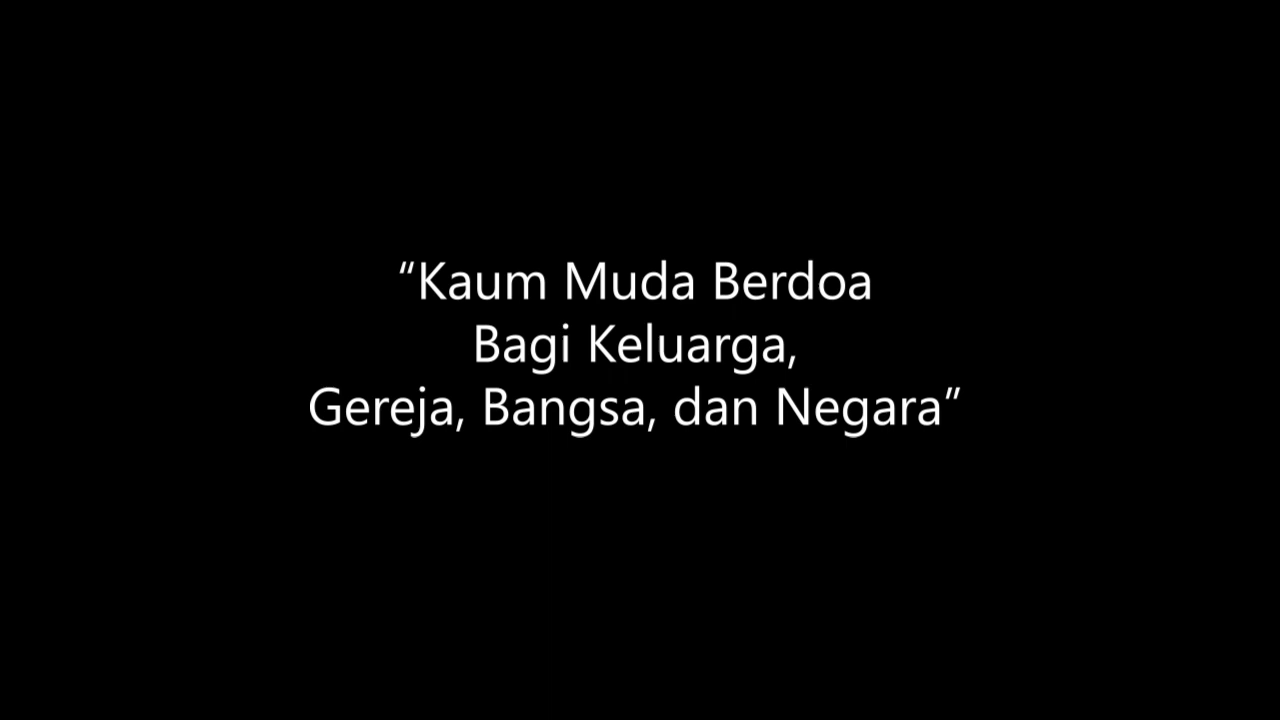 “Kaum Muda Berdoa
Bagi Keluarga,
Gereja, Bangsa, dan Negara”